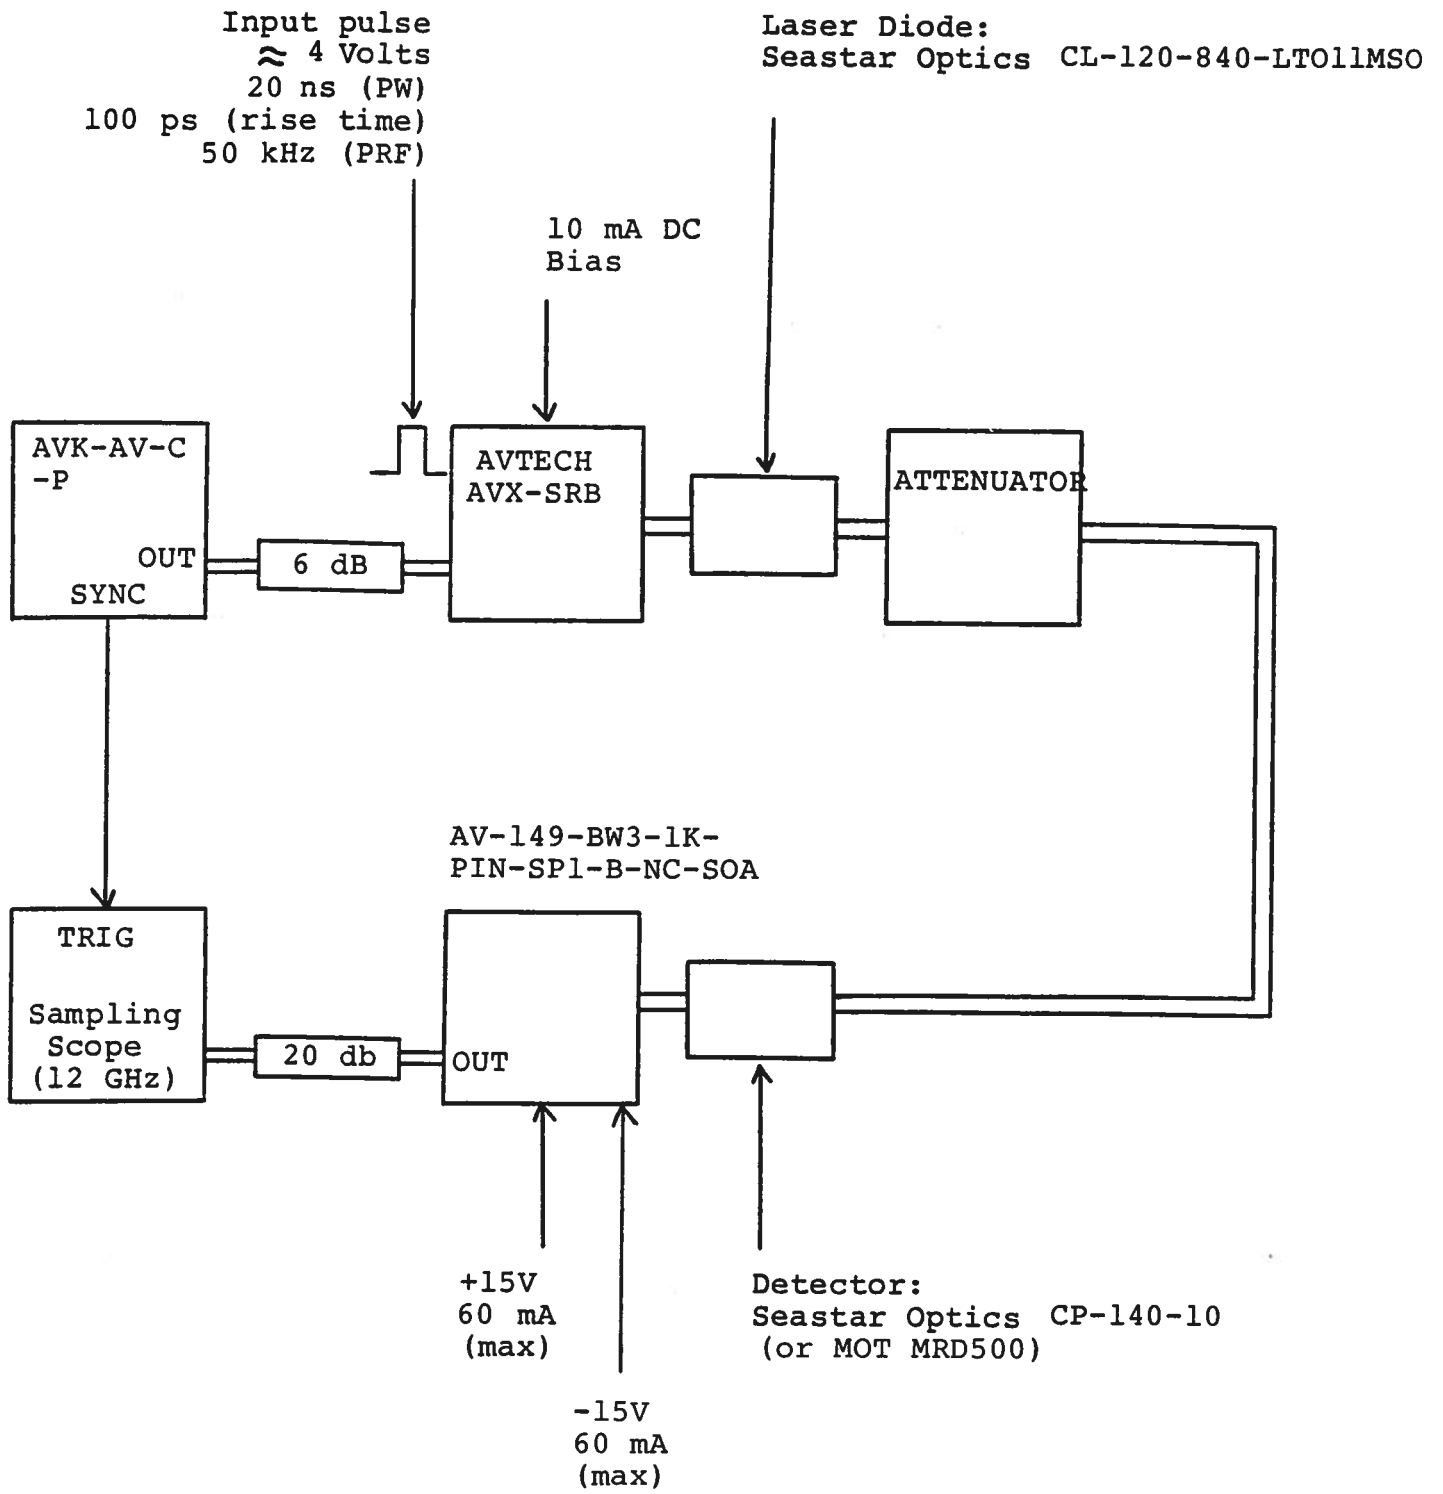 Input pulse
≈ 4 Volts
20 ns (PW)
100 ps (rise time)
50 kHz (PRF)
Laser Diode:
Seastar Optics CL-120-840-LTO11MSO
10 mA DC
Bias
AVK-AV-C
-P
OUT
SYNC
6 dB
AVTECH
AVX-SRB
ATTENUATOR
AV-149-BW3-1K-
PIN-SP1-B-NC-SOA
TRIG
Sampling
Scope
(12 GHz)
20 db
OUT
+15V
60 mA
(max)
-15V
60 mA
(max)
Detector:
Seastar Optics CP-140-10
(or MOT MRD500)